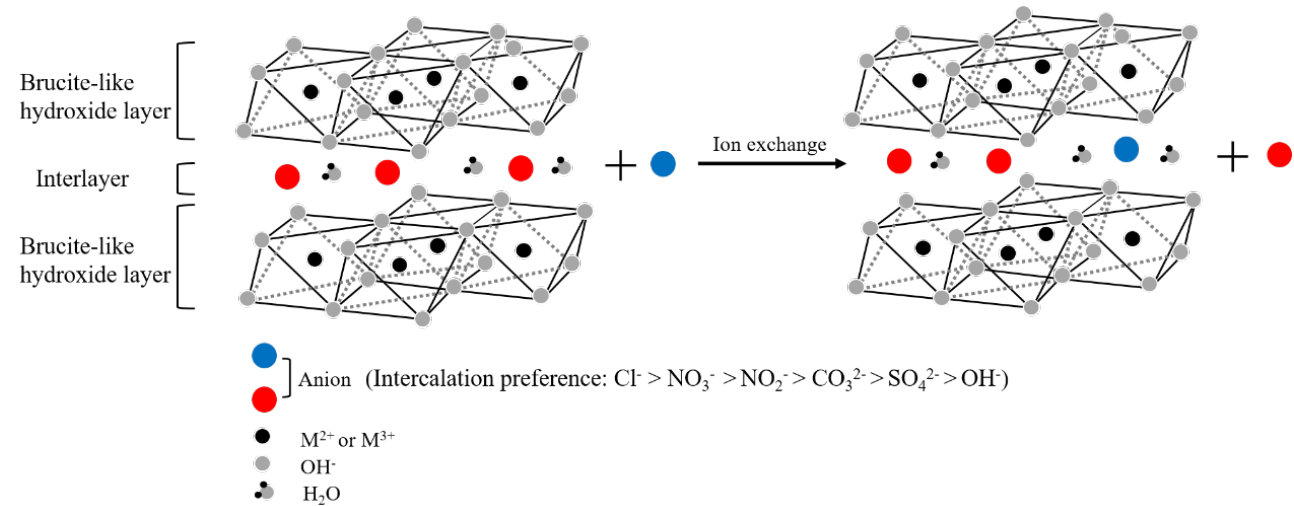 Brucite-like
hydroxide layer
Interlayer
Brucite-like
hydroxide layer
+
Ion exchange
+
Anion (Intercalation preference: Cl⁻ > NO₃⁻ > NO₂⁻ > CO₃²⁻ > SO₄²⁻ > OH⁻)
M²⁺ or M³⁺
OH⁻
H₂O